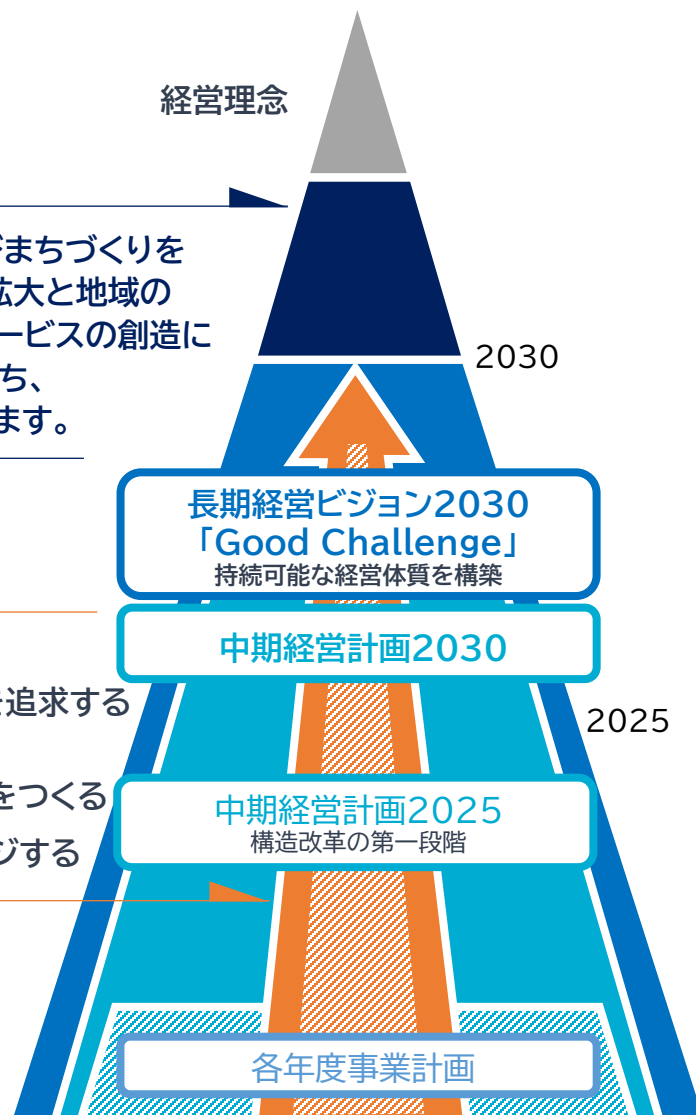 経営理念
まちづくりを
拡大と地域の
ービスの創造に
ち、
ます。
2030
長期経営ビジョン2030
「Good Challenge」
持続可能な経営体質を構築
中期経営計画2030
を追求する
2025
をつくる
中期経営計画2025
構造改革の第一段階
ジする
各年度事業計画